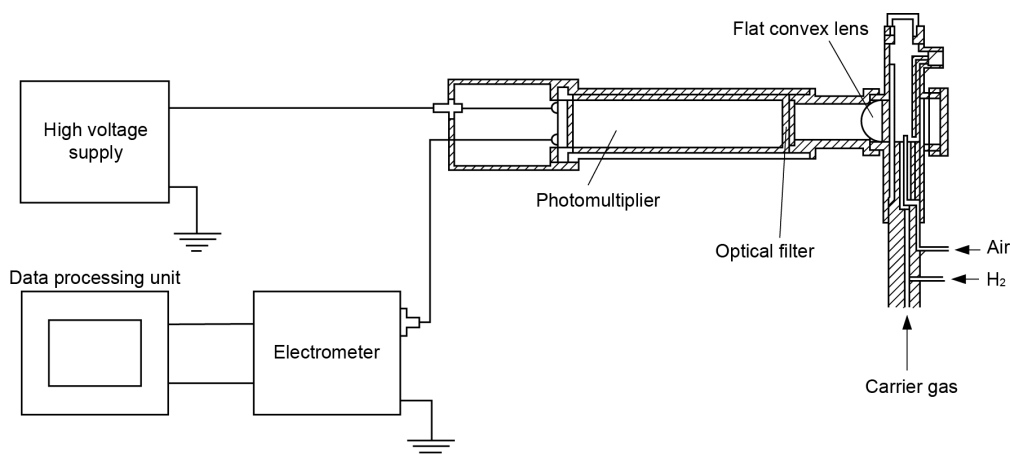 Flat convex lens
High voltage
supply
Photomultiplier
Optical filter
Air
H₂
Data processing unit
Electrometer
Carrier gas